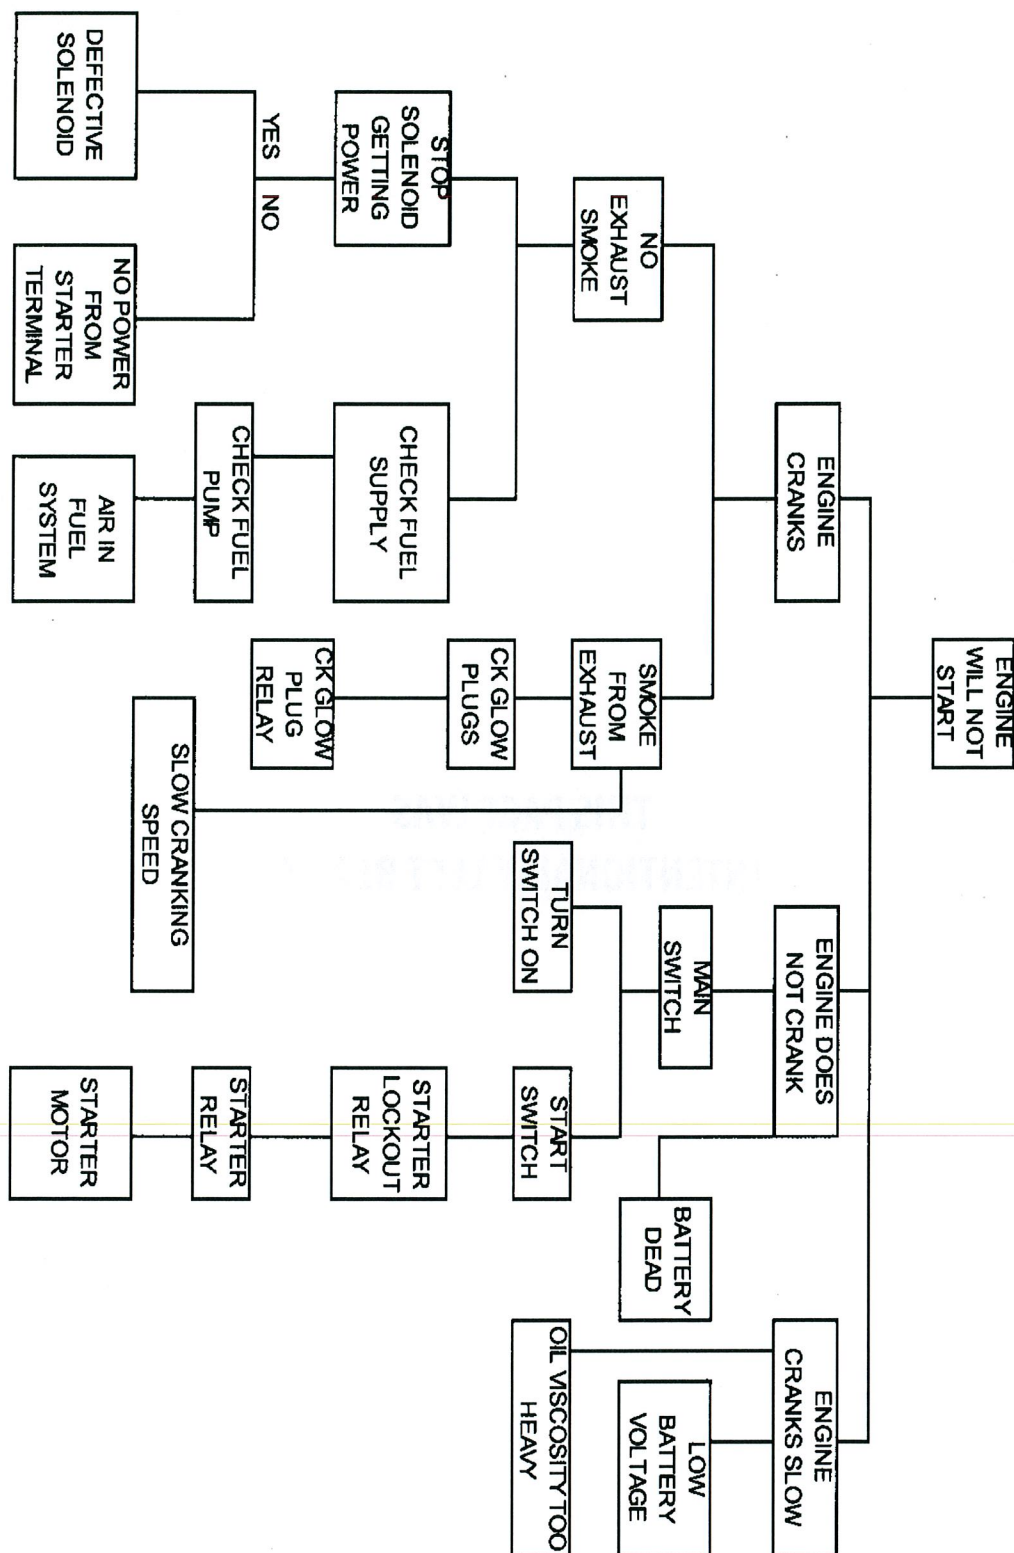 ENGINE
WILL NOT
START
ENGINE
CRANKS
ENGINE DOES
NOT CRANK
ENGINE
CRANKS SLOW
NO
EXHAUST
SMOKE
SMOKE
FROM
EXHAUST
MAIN
SWITCH
BATTERY
DEAD
LOW
BATTERY
VOLTAGE
STOP
SOLENOID
GETTING
POWER
CHECK FUEL
SUPPLY
CK GLOW
PLUGS
TURN
SWITCH ON
START
SWITCH
OIL VISCOSITY TOO
HEAVY
YES
NO
CHECK FUEL
PUMP
CK GLOW
PLUG
RELAY
STARTER
LOCKOUT
RELAY
DEFECTIVE
SOLENOID
NO POWER
FROM
STARTER
TERMINAL
AIR IN
FUEL
SYSTEM
SLOW CRANKING
SPEED
STARTER
RELAY
STARTER
MOTOR